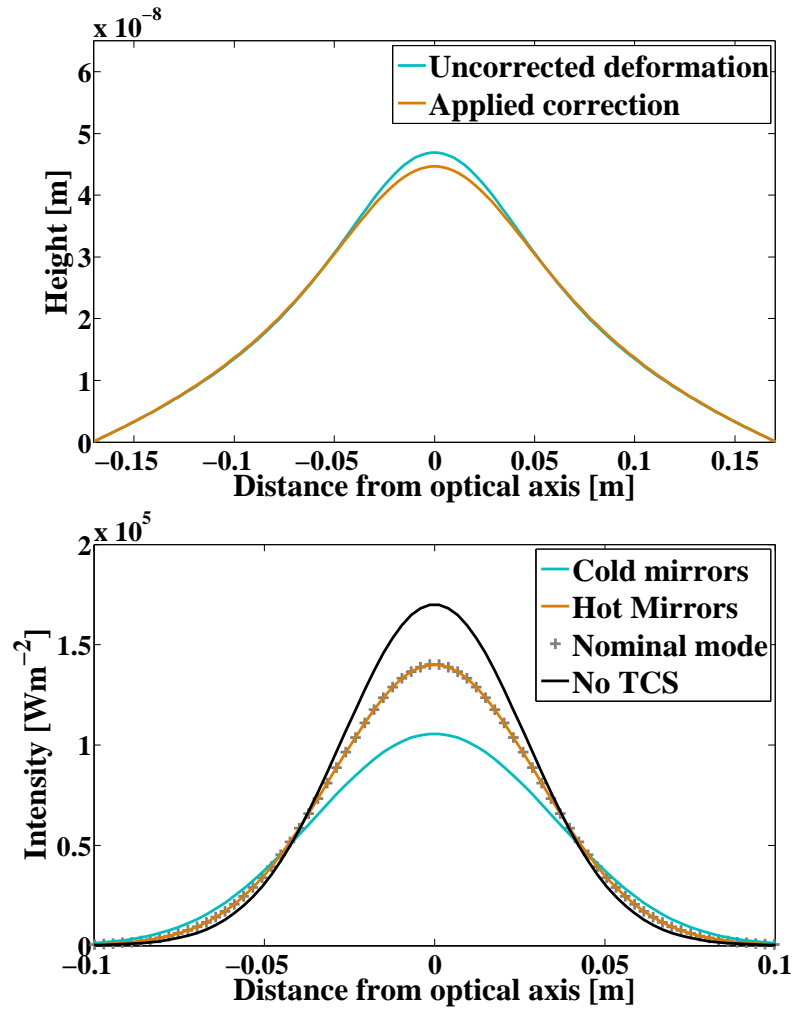 x 10−8
6
5
4
3
2
1
0
Height [m]
Uncorrected deformation
Applied correction
−0.15 −0.1 −0.05 0 0.05 0.1 0.15
Distance from optical axis [m]
x 10^5
2
1.5
1
0.5
0
Intensity [Wm−2]
Cold mirrors
Hot Mirrors
Nominal mode
No TCS
−0.1 −0.05 0 0.05 0.1
Distance from optical axis [m]